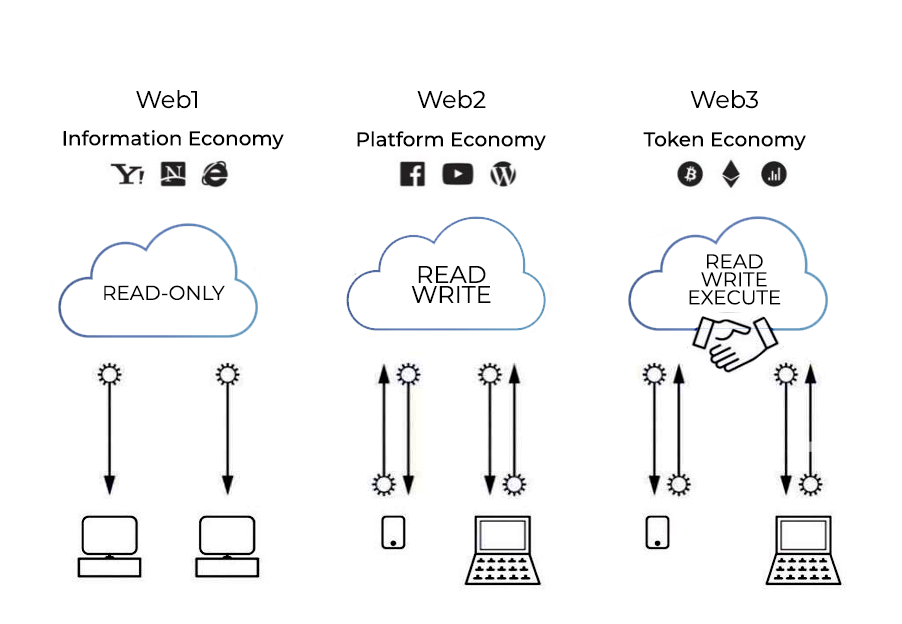 Web1
Information Economy
READ-ONLY
Web2
Platform Economy
READ
WRITE
Web3
Token Economy
READ
WRITE
EXECUTE